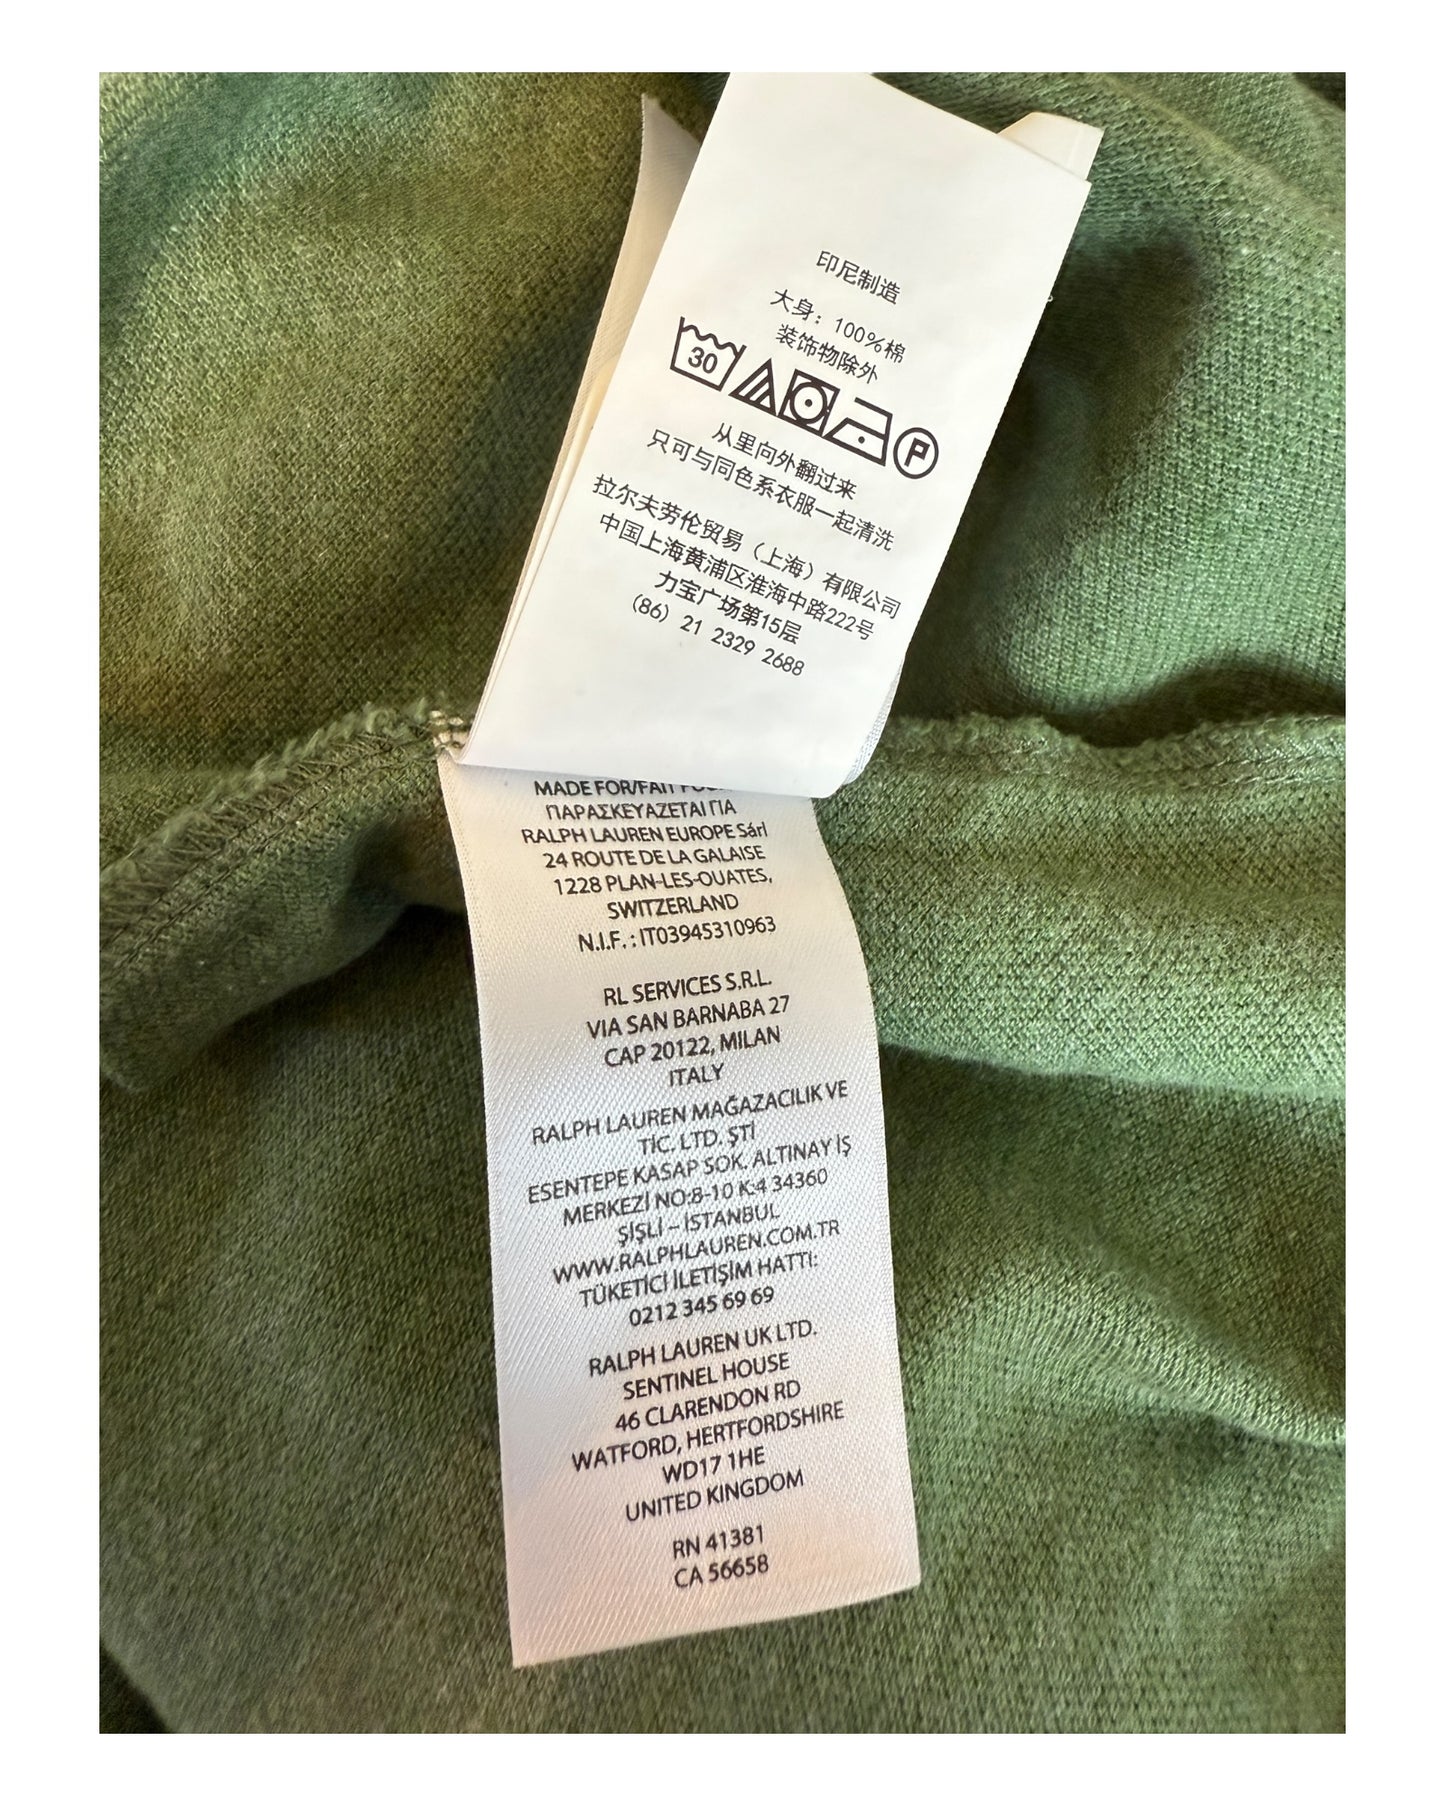 印尼制造
大身：100%棉
装饰物除外
30
P
从里向外翻过来
只可与同色系衣服一起清洗
拉尔夫劳伦贸易（上海）有限公司
中国上海黄浦区淮海中路222号
力宝广场第15层
(86) 21 2329 2688
MADE FOR/FAIT
ΠΑΡΑΣΚΕΥΑΖΕΤΑΙ ΓΙΑ
RALPH LAUREN EUROPE Sárl
24 ROUTE DE LA GALAISE
1228 PLAN-LES-OUATES,
SWITZERLAND
N.I.F. : IT03945310963
RL SERVICES S.R.L.
VIA SAN BARNABA 27
CAP 20122, MILAN
ITALY
RALPH LAUREN MAĞAZACILIK VE
TİC. LTD. ŞTİ
ESENTEPE KASAP SOK. ALTINAY İŞ
MERKEZİ NO:8-10 K:4 34360
ŞİŞLİ – İSTANBUL
WWW.RALPHLAUREN.COM.TR
TÜKETİCİ İLETİŞİM HATTI:
0212 345 69 69
RALPH LAUREN UK LTD.
SENTINEL HOUSE
46 CLARENDON RD
WATFORD, HERTFORDSHIRE
WD17 1HE
UNITED KINGDOM
RN 41381
CA 56658